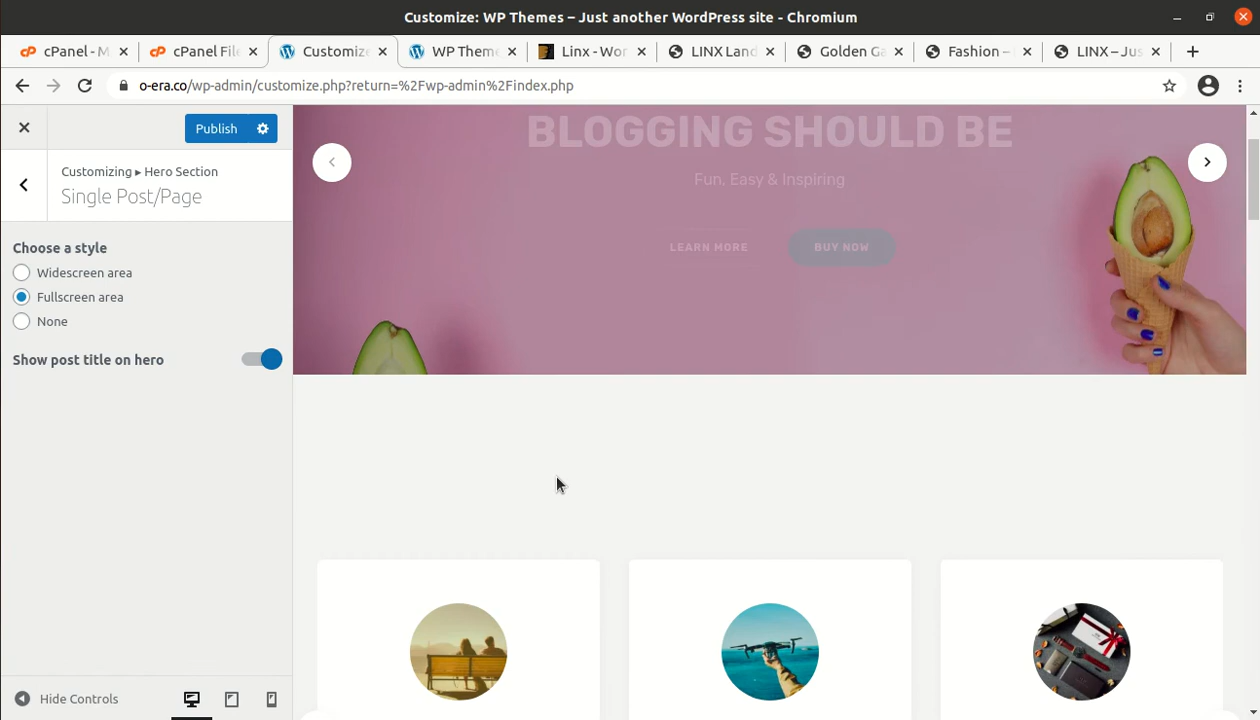 Customize: WP Themes – Just another WordPress site - Chromium
cPanel - M
cPanel File
Customize
WP Theme
Linx - Wor
LINX Land
Golden Ga
Fashion –
LINX – Jus
o-era.co/wp-admin/customize.php?return=%2Fwp-admin%2Findex.php
Publish
Customizing ▸ Hero Section
Single Post/Page
Choose a style
Widescreen area
Fullscreen area
None
Show post title on hero
Hide Controls
BLOGGING SHOULD BE
Fun, Easy & Inspiring
LEARN MORE
BUY NOW